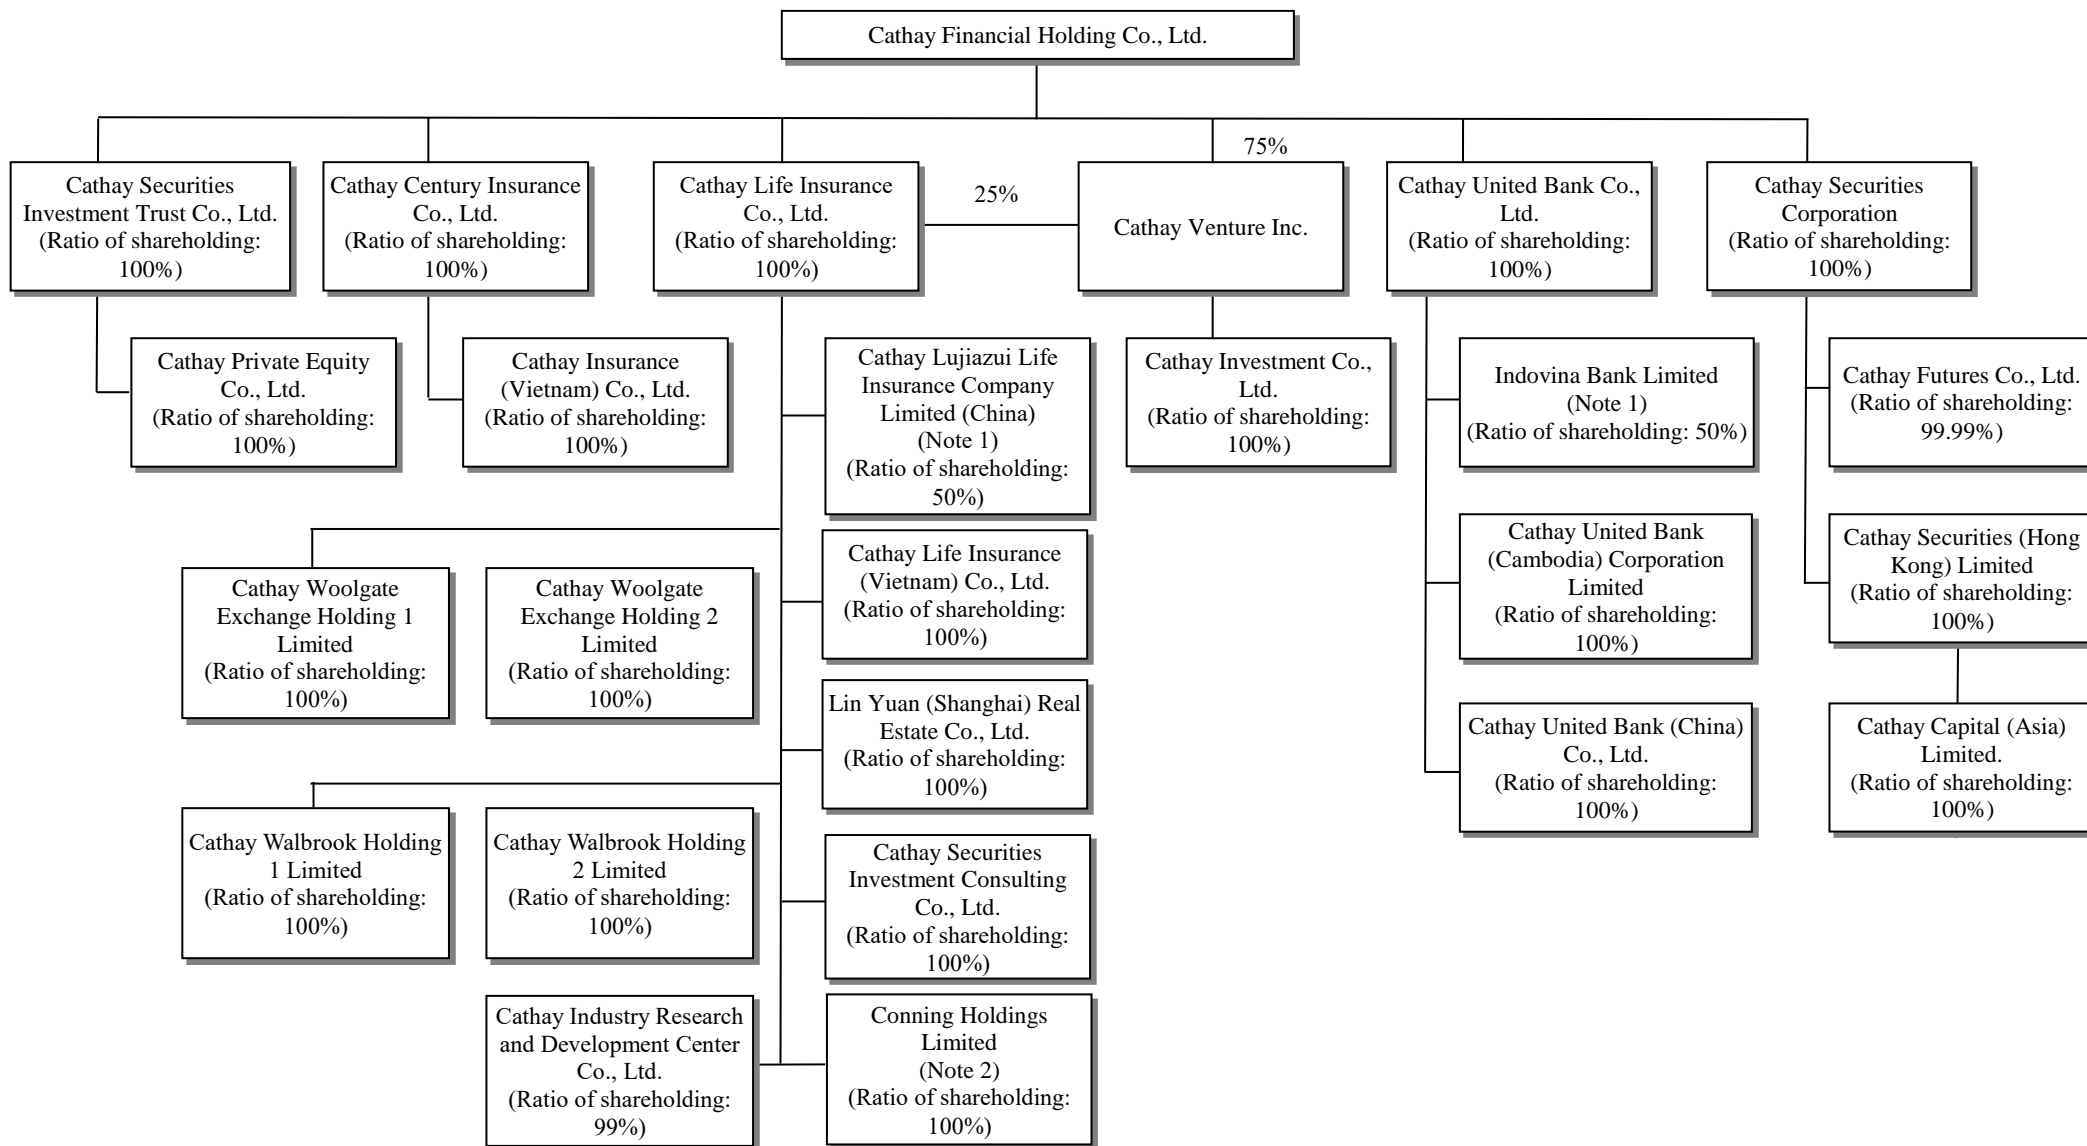 Cathay Financial Holding Co., Ltd.
75%
25%
Cathay Securities
Investment Trust Co., Ltd.
(Ratio of shareholding:
100%)
Cathay Century Insurance
Co., Ltd.
(Ratio of shareholding:
100%)
Cathay Life Insurance
Co., Ltd.
(Ratio of shareholding:
100%)
Cathay Venture Inc.
Cathay United Bank Co.,
Ltd.
(Ratio of shareholding:
100%)
Cathay Securities
Corporation
(Ratio of shareholding:
100%)
Cathay Private Equity
Co., Ltd.
(Ratio of shareholding:
100%)
Cathay Insurance
(Vietnam) Co., Ltd.
(Ratio of shareholding:
100%)
Cathay Lujiazui Life
Insurance Company
Limited (China)
(Note 1)
(Ratio of shareholding:
50%)
Cathay Investment Co.,
Ltd.
(Ratio of shareholding:
100%)
Indovina Bank Limited
(Note 1)
(Ratio of shareholding: 50%)
Cathay Futures Co., Ltd.
(Ratio of shareholding:
99.99%)
Cathay Woolgate
Exchange Holding 1
Limited
(Ratio of shareholding:
100%)
Cathay Woolgate
Exchange Holding 2
Limited
(Ratio of shareholding:
100%)
Cathay Life Insurance
(Vietnam) Co., Ltd.
(Ratio of shareholding:
100%)
Cathay United Bank
(Cambodia) Corporation
Limited
(Ratio of shareholding:
100%)
Cathay Securities (Hong
Kong) Limited
(Ratio of shareholding:
100%)
Lin Yuan (Shanghai) Real
Estate Co., Ltd.
(Ratio of shareholding:
100%)
Cathay United Bank (China)
Co., Ltd.
(Ratio of shareholding:
100%)
Cathay Capital (Asia)
Limited.
(Ratio of shareholding:
100%)
Cathay Walbrook Holding
1 Limited
(Ratio of shareholding:
100%)
Cathay Walbrook Holding
2 Limited
(Ratio of shareholding:
100%)
Cathay Securities
Investment Consulting
Co., Ltd.
(Ratio of shareholding:
100%)
Cathay Industry Research
and Development Center
Co., Ltd.
(Ratio of shareholding:
99%)
Conning Holdings
Limited
(Note 2)
(Ratio of shareholding:
100%)